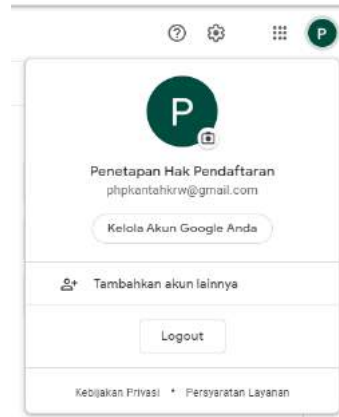 P
P
Penetapan Hak Pendaftaran
phpkantahkrw@gmail.com
Kelola Akun Google Anda
Tambahkan akun lainnya
Logout
Kebijakan Privasi • Persyaratan Layanan